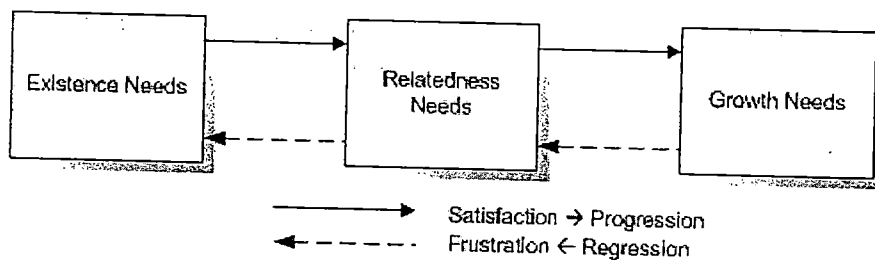 Existence Needs
Relatedness
Needs
Growth Needs
Satisfaction → Progression
Frustration ← Regression